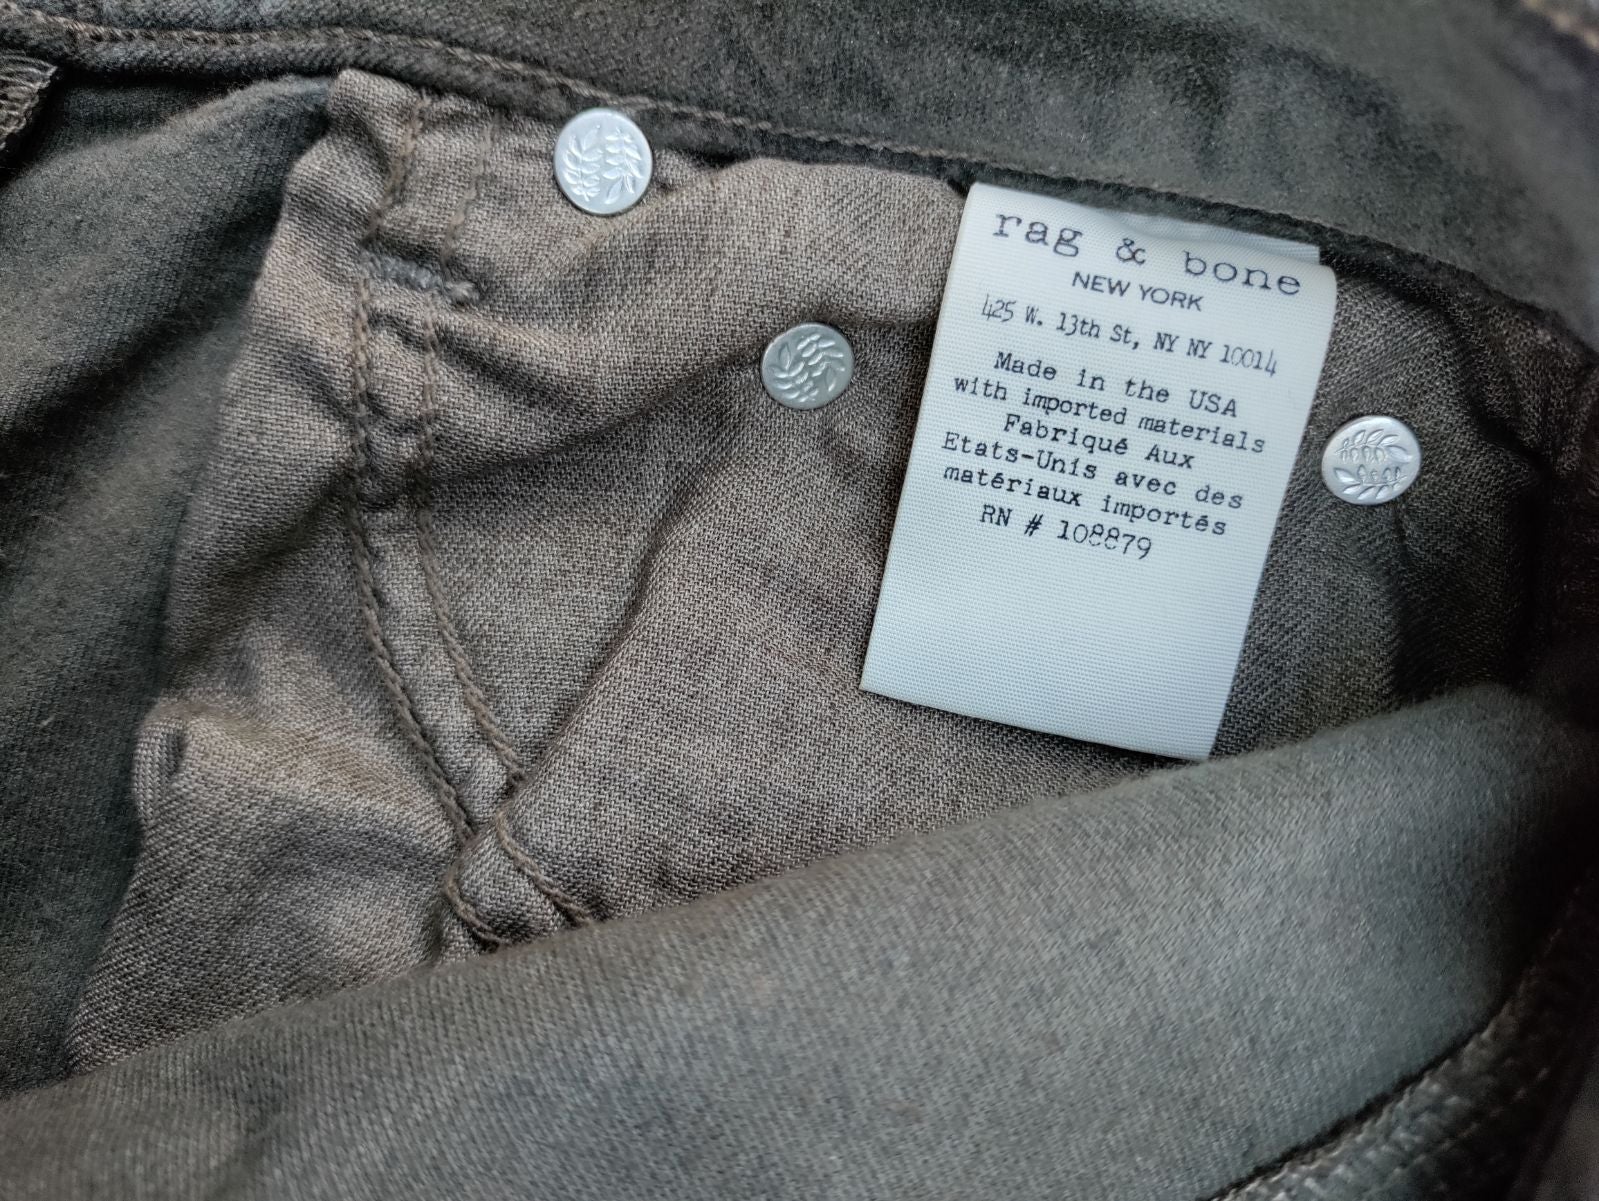 rag & bone
NEW YORK
425 W. 13th St, NY NY 10014
Made in the USA
with imported materials
Fabriqué Aux
Etats-Unis avec des
matériaux importés
RN # 108879